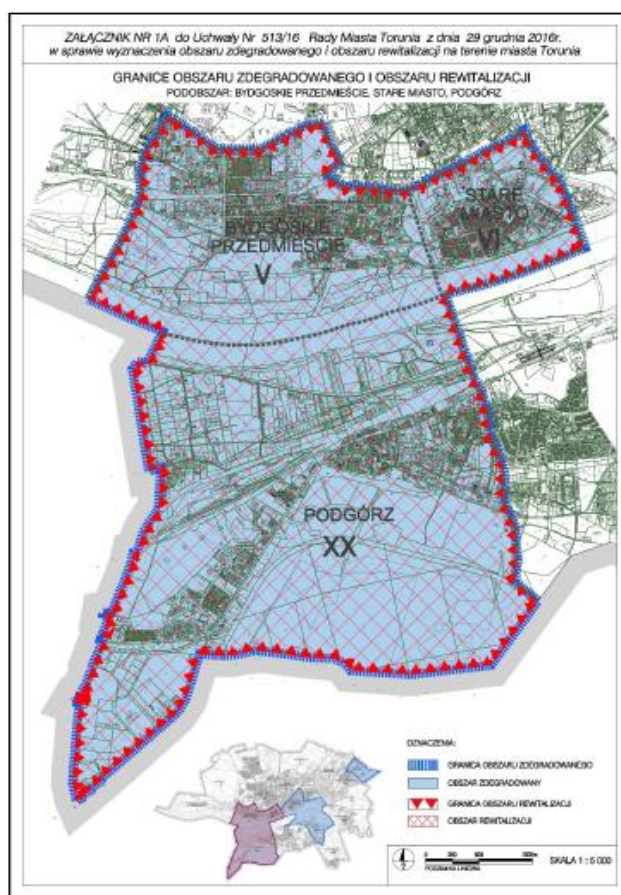 ZAŁĄCZNIK NR 1A do Uchwały Nr 513/16 Rady Miasta Torunia z dnia 29 grudnia 2016r.
w sprawie wyznaczenia obszaru zdegradowanego i obszaru rewitalizacji na terenie miasta Torunia
GRANICE OBSZARU ZDEGRADOWANEGO I OBSZARU REWITALIZACJI
PODOBSZAR: BYDGOSKIE PRZEDMIEŚCIE, STARE MIASTO, PODGÓRZ
STARE
MIASTO
VI
BYDGOSKIE
PRZEDMIEŚCIE
V
PODGÓRZ
XX
OZNACZENIA:
GRANICA OBSZARU ZDEGRADOWANEGO
OBSZAR ZDEGRADOWANY
GRANICA OBSZARU REWITALIZACJI
OBSZAR REWITALIZACJI
PODZIAŁKA LINIOWA
SKALA 1 : 5 000